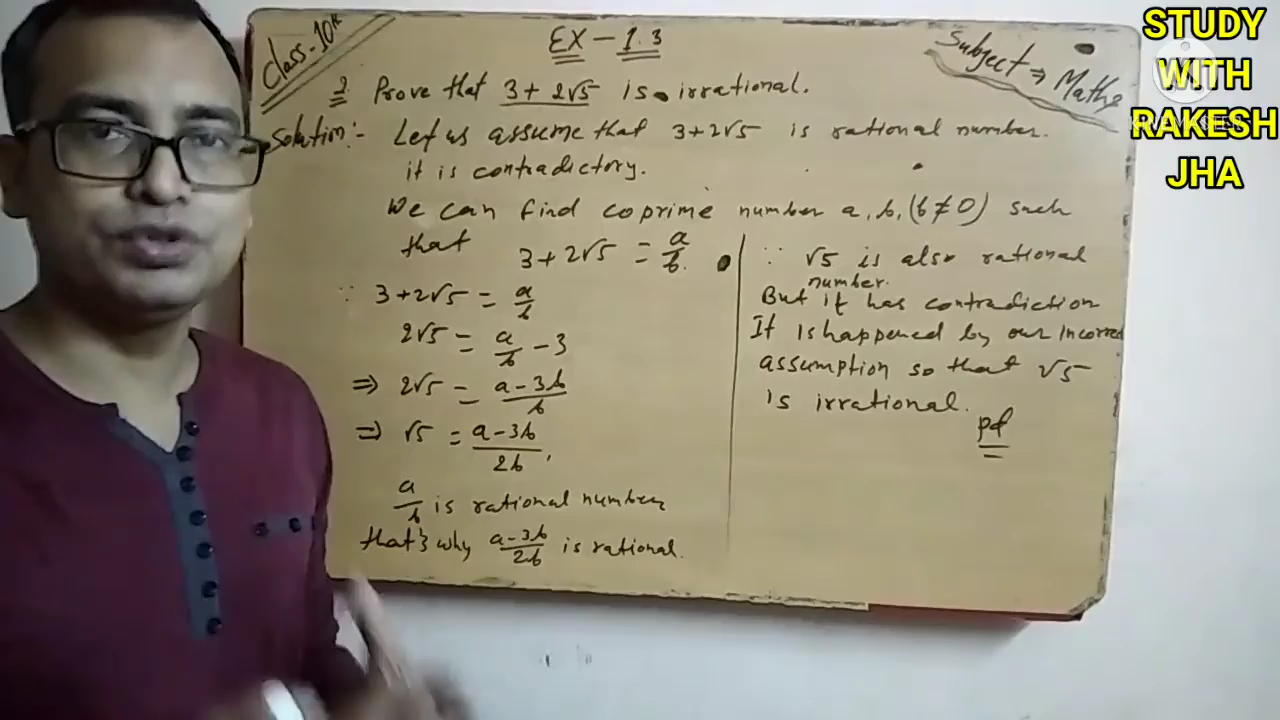 Class-10th
EX-1.3
Subject ⇒ Maths
STUDY
WITH
RAKESH
JHA
2 Prove that 3+2√5 is irrational.
Solution:- Let us assume that 3+2√5 is rational number.
it is contradictory.
We can find coprime number a, b, (b≠0) such
that 3+2√5 = a/b.
∵ 3+2√5 = a/b
2√5 = a/b - 3
⇒ 2√5 = a-3b/b
⇒ √5 = a-3b/2b,
a/b is rational number
that's why a-3b/2b is rational.
∵ √5 is also rational
number.
But it has contradiction
It is happened by our incorrect
assumption so that √5
is irrational.
pd